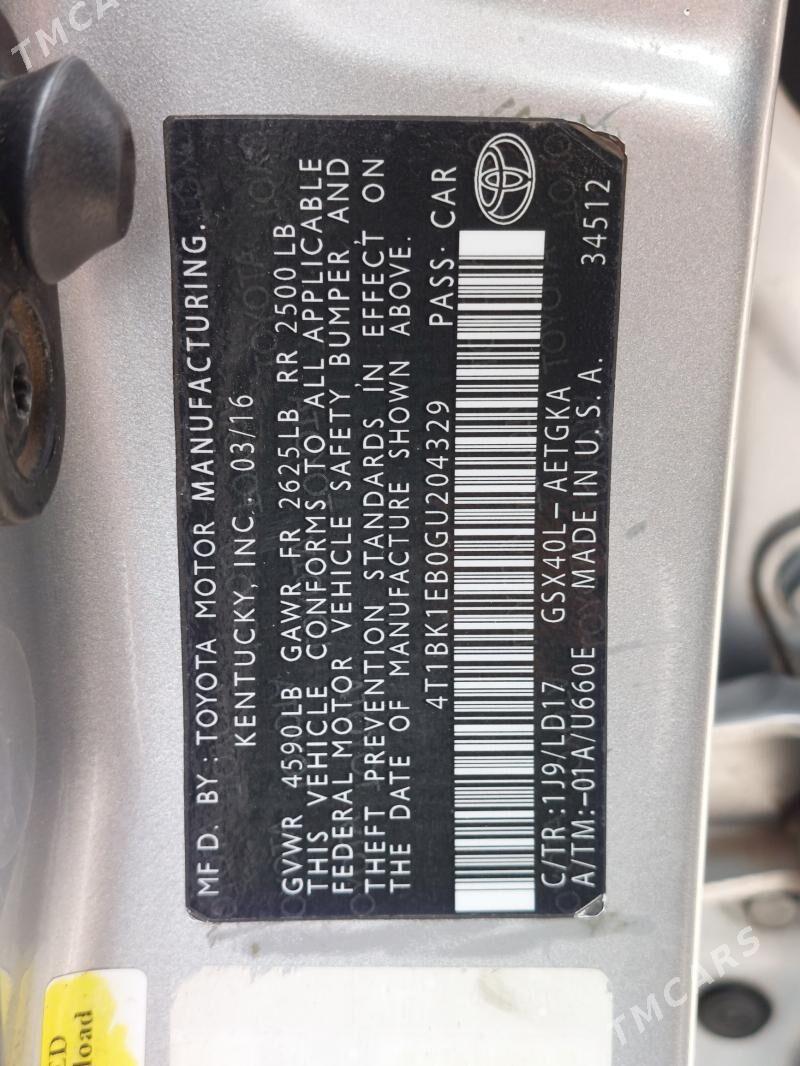 TMCARS
MFD. BY: TOYOTA MOTOR MANUFACTURING,
KENTUCKY, INC. 03/16
GVWR 4590LB GAWR FR 2625LB RR 2500LB
THIS VEHICLE CONFORMS TO ALL APPLICABLE
FEDERAL MOTOR VEHICLE SAFETY BUMPER, AND
THEFT PREVENTION STANDARDS IN EFFECT ON
THE DATE OF MANUFACTURE SHOWN ABOVE.
4T1BK1EB0GU204329 PASS. CAR
C/TR:1J9/LD17 GSX40L-AETGKA
A/TM:-01A/U660E MADE IN U.S.A. 34512
load
TMCARS